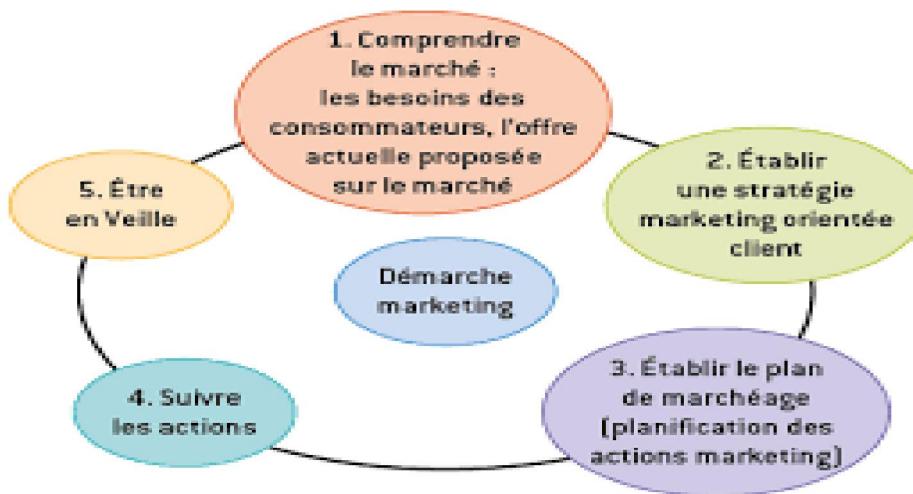 1. Comprendre
le marché :
les besoins des
consommateurs, l'offre
actuelle proposée
sur le marché
2. Établir
une stratégie
marketing orientée
client
3. Établir le plan
de marchéage
(planification des
actions marketing)
4. Suivre
les actions
5. Être
en Veille
Démarche
marketing